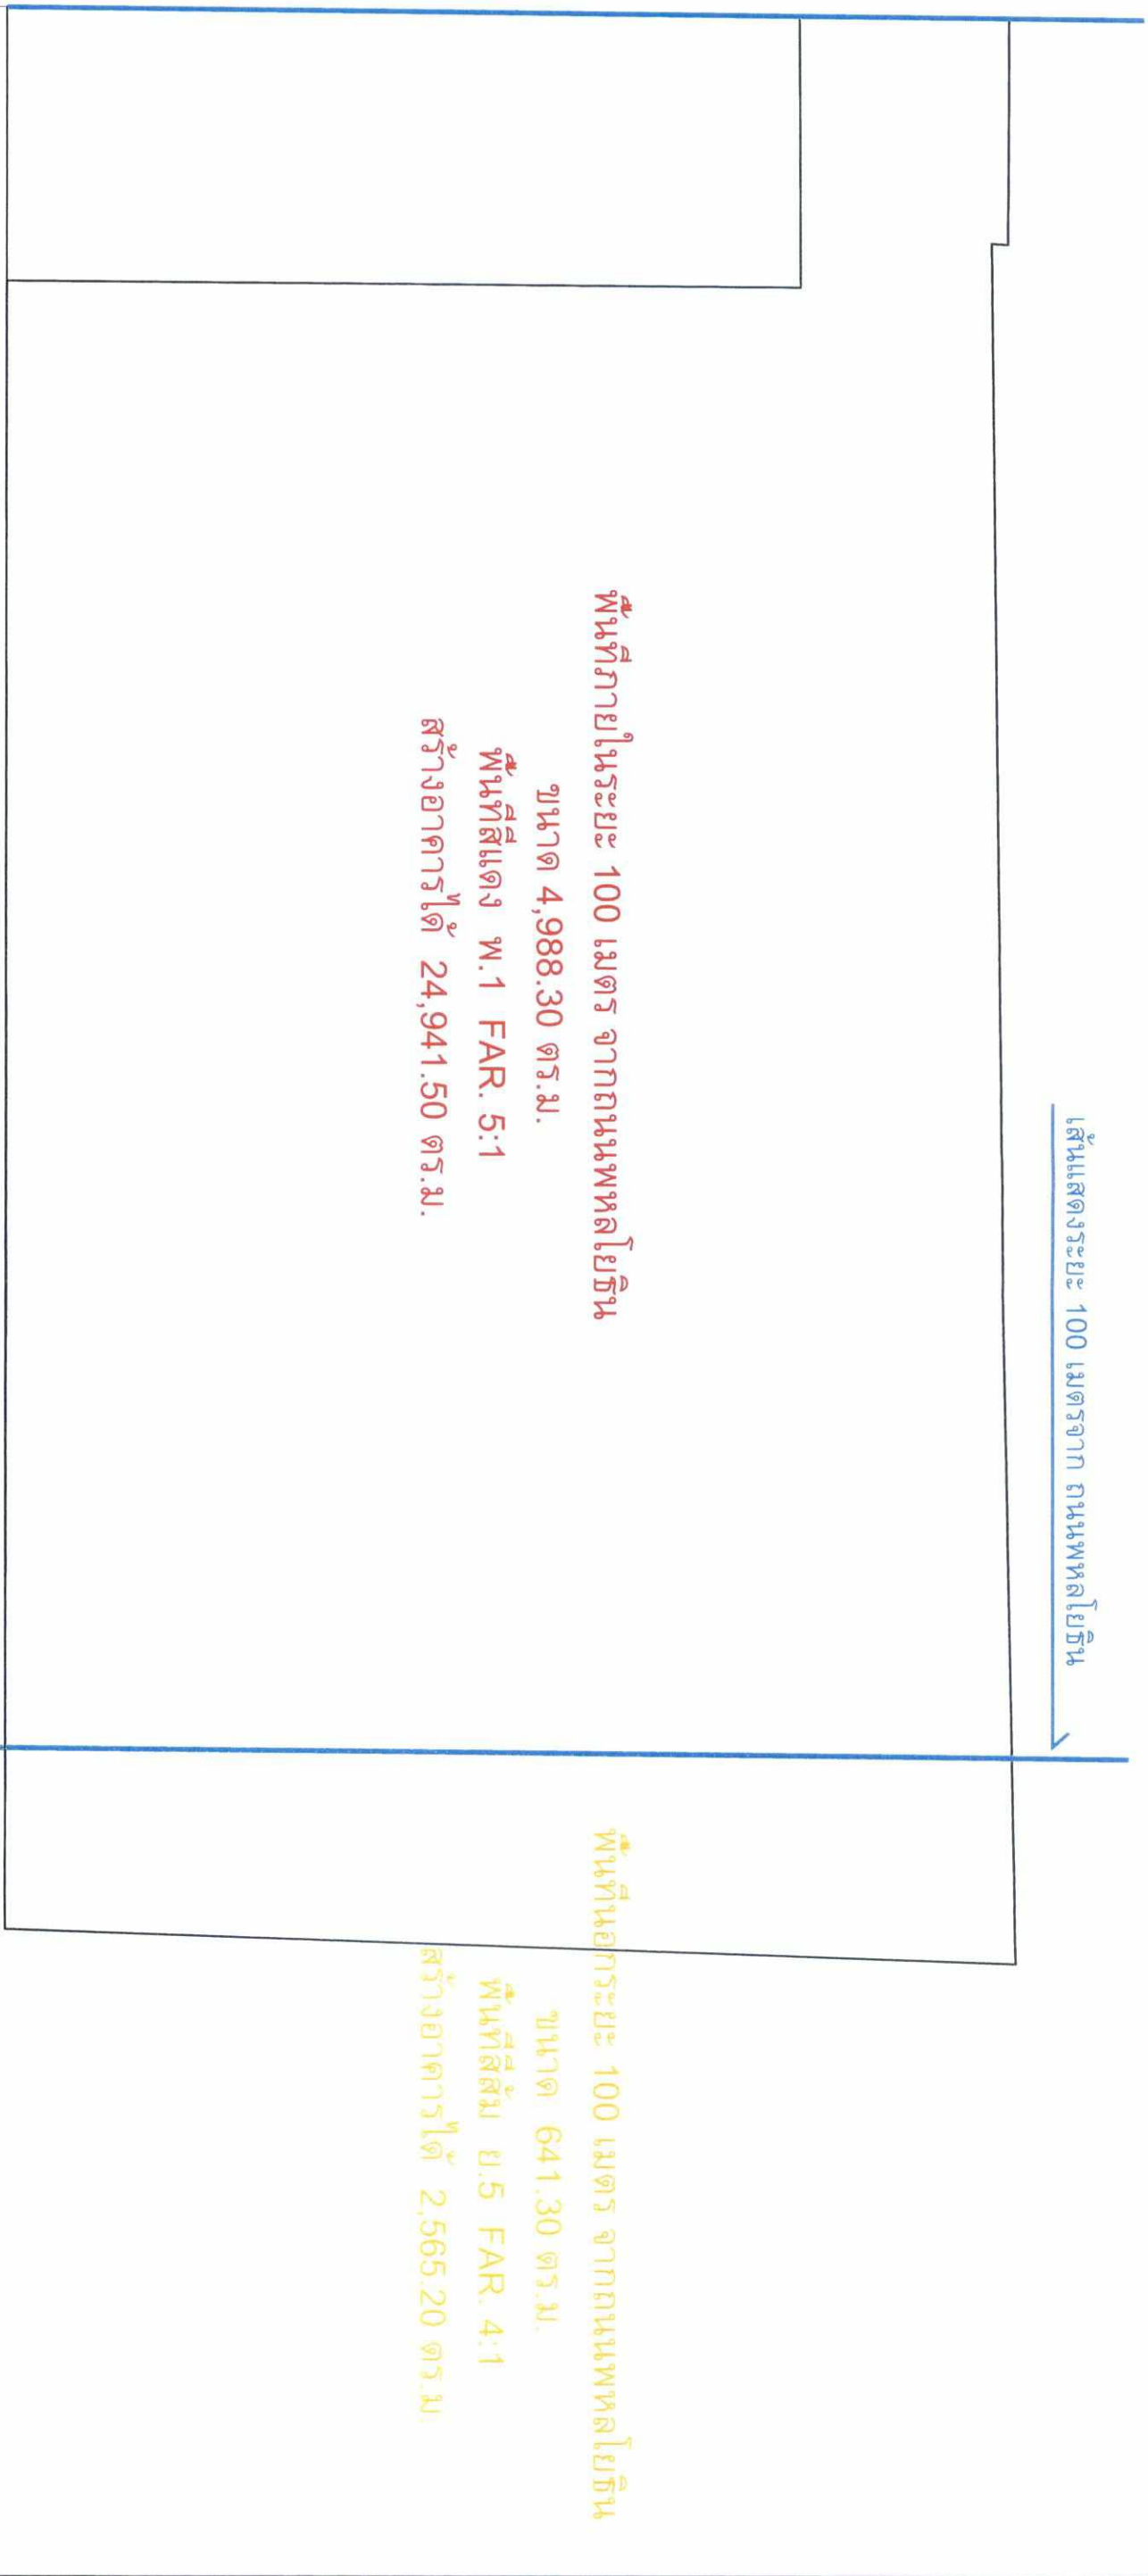 เส้นแสดงระยะ 100 เมตรจาก ถนนพหลโยธิน
พื้นที่ภายในระยะ 100 เมตร จากถนนพหลโยธิน
ขนาด 4,988.30 ตร.ม.
พื้นที่สีแดง พ.1 FAR. 5:1
สร้างอาคารได้ 24,941.50 ตร.ม.
พื้นที่นอกระยะ 100 เมตร จากถนนพหลโยธิน
ขนาด 641.30 ตร.ม.
พื้นที่สีส้ม ย.5 FAR. 4:1
สร้างอาคารได้ 2,565.20 ตร.ม.